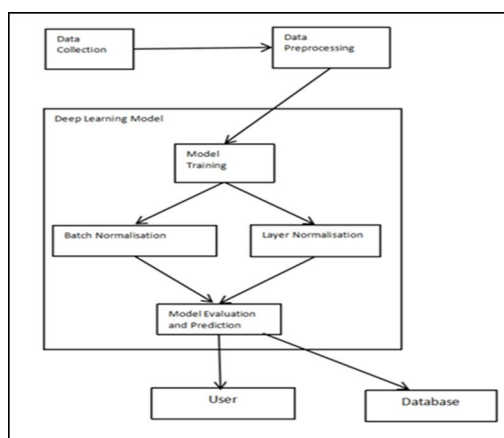 Data
Collection
Data
Preprocessing
Deep Learning Model
Model
Training
Batch Normalisation
Layer Normalisation
Model Evaluation
and Prediction
User
Database